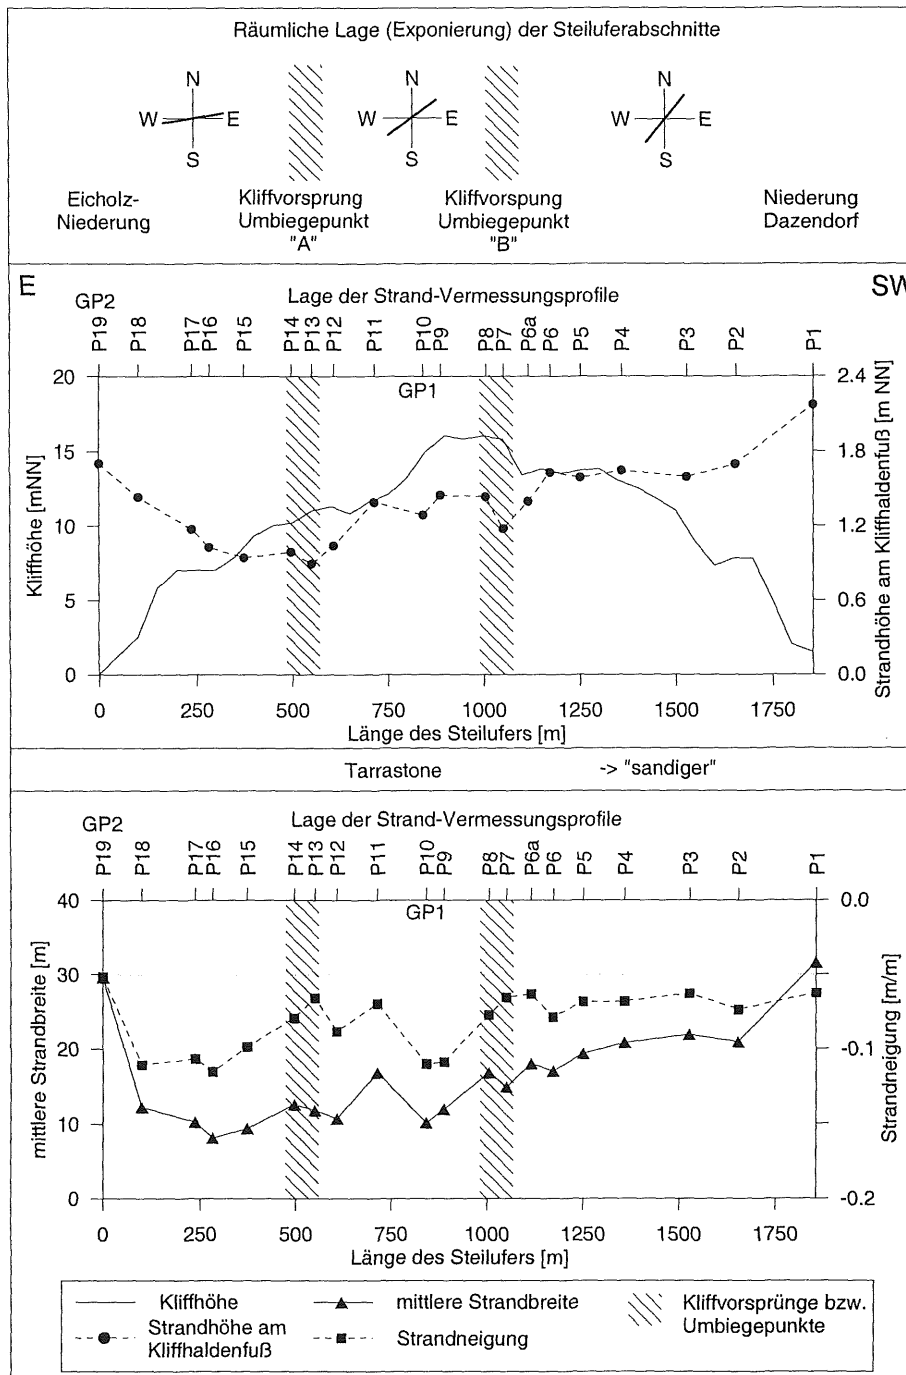 Räumliche Lage (Exponierung) der Steiluferabschnitte
N N N
W E W E W E
S S S
Eicholz-
Niederung
Kliffvorsprung
Umbiegepunkt
"A"
Kliffvorspung
Umbiegepunkt
"B"
Niederung
Dazendorf
E SW
GP2 Lage der Strand-Vermessungsprofile
P19 P18 P17 P16 P15 P14 P13 P12 P11 P10 P9 P8 P7 P6a P6 P5 P4 P3 P2 P1
GP1
Kliffhöhe [mNN]
20
15
10
5
0
Strandhöhe am Kliffhaldenfuß [m NN]
2.4
1.8
1.2
0.6
0.0
0 250 500 750 1000 1250 1500 1750
Länge des Steilufers [m]
Tarrastone -> "sandiger"
GP2 Lage der Strand-Vermessungsprofile
P19 P18 P17 P16 P15 P14 P13 P12 P11 P10 P9 P8 P7 P6a P6 P5 P4 P3 P2 P1
GP1
mittlere Strandbreite [m]
40
30
20
10
0
Strandneigung [m/m]
0.0
-0.1
-0.2
0 250 500 750 1000 1250 1500 1750
Länge des Steilufers [m]
Kliffhöhe
Strandhöhe am
Kliffhaldenfuß
mittlere Strandbreite
Strandneigung
Kliffvorsprünge bzw.
Umbiegepunkte